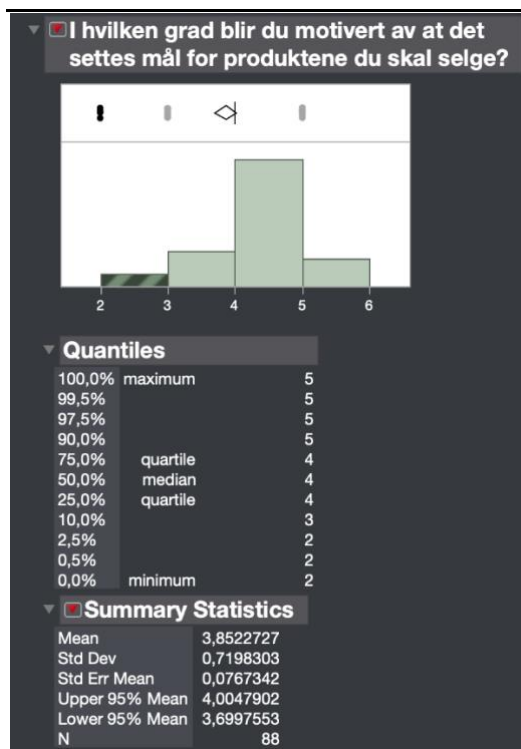 I hvilken grad blir du motivert av at det
settes mål for produktene du skal selge?
2 3 4 5 6
Quantiles
100,0% maximum 5
99,5% 5
97,5% 5
90,0% 5
75,0% quartile 4
50,0% median 4
25,0% quartile 4
10,0% 3
2,5% 2
0,5% 2
0,0% minimum 2
Summary Statistics
Mean 3,8522727
Std Dev 0,7198303
Std Err Mean 0,0767342
Upper 95% Mean 4,0047902
Lower 95% Mean 3,6997553
N 88